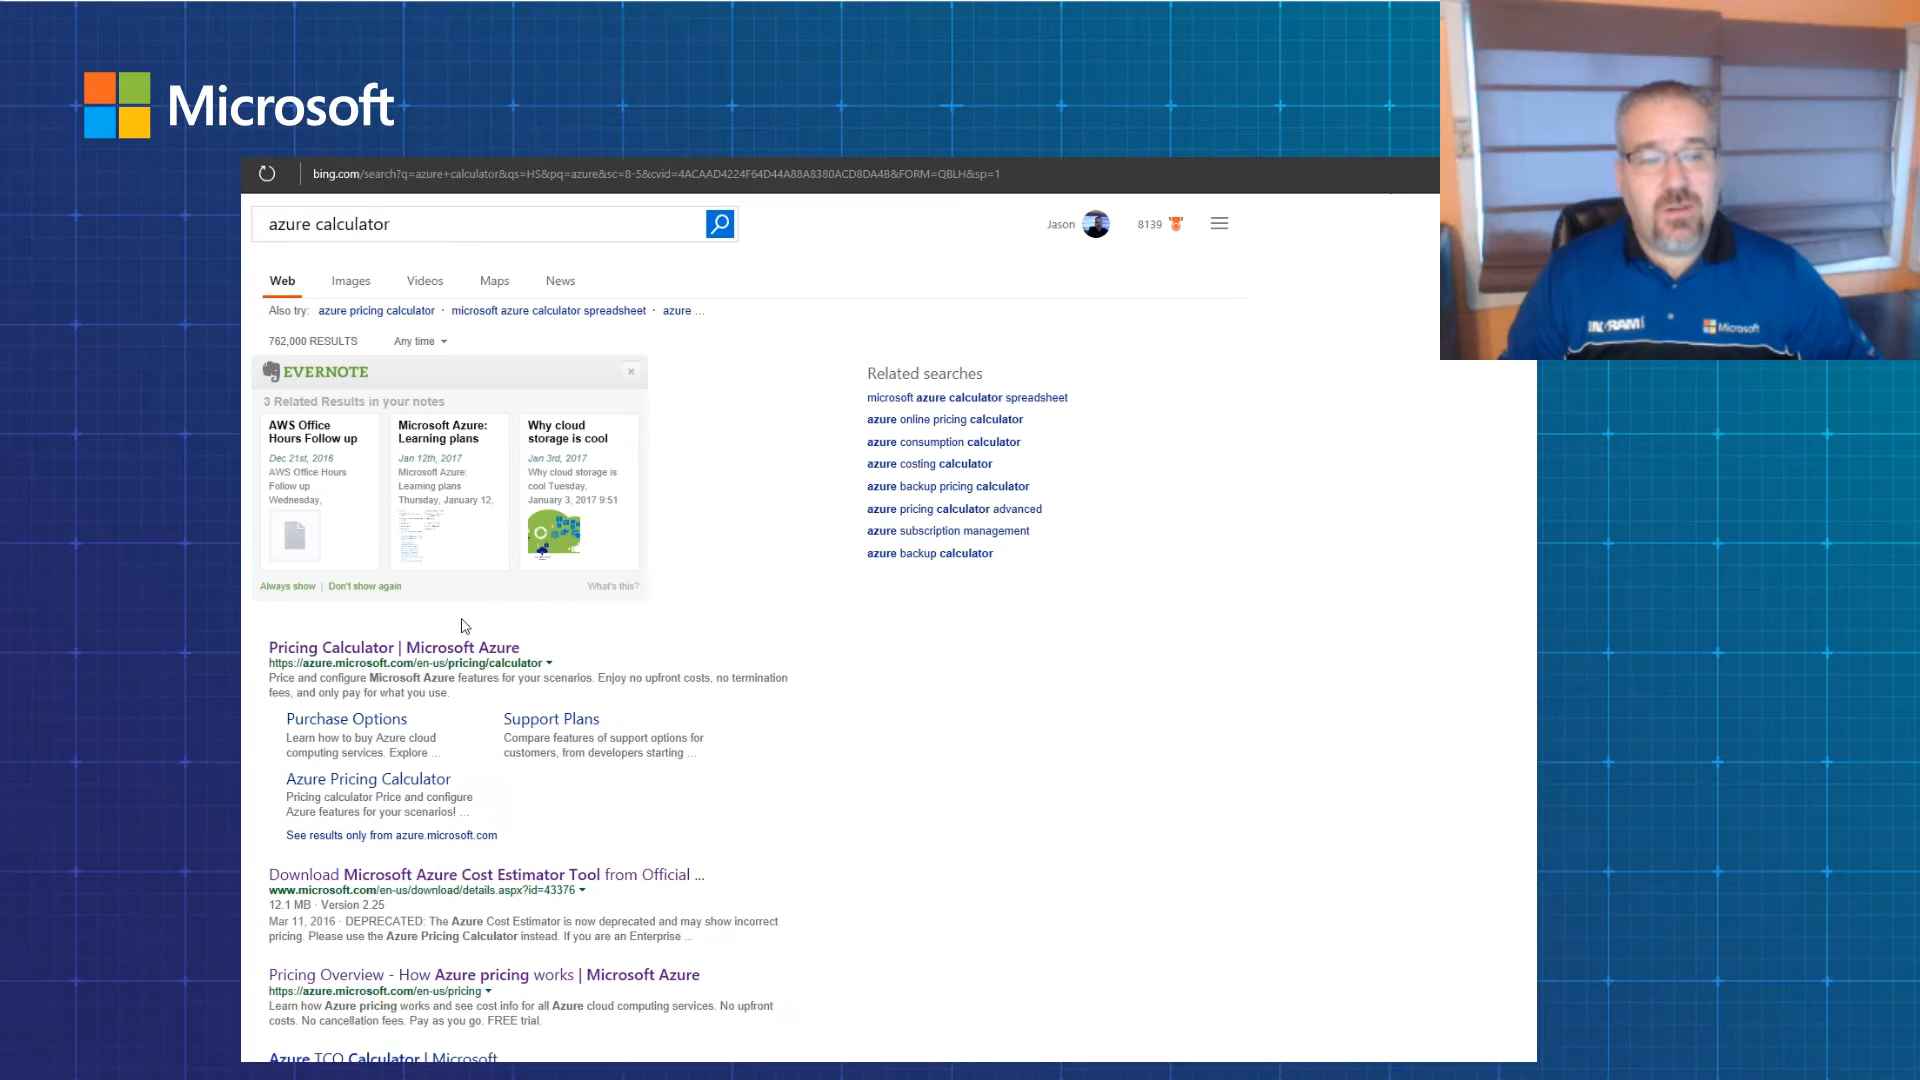 Microsoft
bing.com/search?q=azure+calculator&qs=HS&pq=azure&sc=8-5&cvid=4ACAAD4224F64D44A88A8380ACD8DA4B&FORM=QBLH&sp=1
azure calculator
Jason
8139
Web Images Videos Maps News
Also try: azure pricing calculator · microsoft azure calculator spreadsheet · azure ...
762,000 RESULTS Any time
EVERNOTE
×
3 Related Results in your notes
AWS Office
Hours Follow up
Dec 21st, 2016
AWS Office Hours
Follow up
Wednesday,
Microsoft Azure:
Learning plans
Jan 12th, 2017
Microsoft Azure:
Learning plans
Thursday, January 12,
Why cloud
storage is cool
Jan 3rd, 2017
Why cloud storage is
cool Tuesday,
January 3, 2017 9:51
Always show | Don't show again
What's this?
Related searches
microsoft azure calculator spreadsheet
azure online pricing calculator
azure consumption calculator
azure costing calculator
azure backup pricing calculator
azure pricing calculator advanced
azure subscription management
azure backup calculator
Pricing Calculator | Microsoft Azure
https://azure.microsoft.com/en-us/pricing/calculator
Price and configure Microsoft Azure features for your scenarios. Enjoy no upfront costs, no termination
fees, and only pay for what you use.
Purchase Options
Learn how to buy Azure cloud
computing services. Explore ...
Support Plans
Compare features of support options for
customers, from developers starting ...
Azure Pricing Calculator
Pricing calculator Price and configure
Azure features for your scenarios! ...
See results only from azure.microsoft.com
Download Microsoft Azure Cost Estimator Tool from Official ...
www.microsoft.com/en-us/download/details.aspx?id=43376
12.1 MB · Version 2.25
Mar 11, 2016 · DEPRECATED: The Azure Cost Estimator is now deprecated and may show incorrect
pricing. Please use the Azure Pricing Calculator instead. If you are an Enterprise ...
Pricing Overview - How Azure pricing works | Microsoft Azure
https://azure.microsoft.com/en-us/pricing
Learn how Azure pricing works and see cost info for all Azure cloud computing services. No upfront
costs. No cancellation fees. Pay as you go. FREE trial.
Azure TCO Calculator | Microsoft
INGRAM
Microsoft